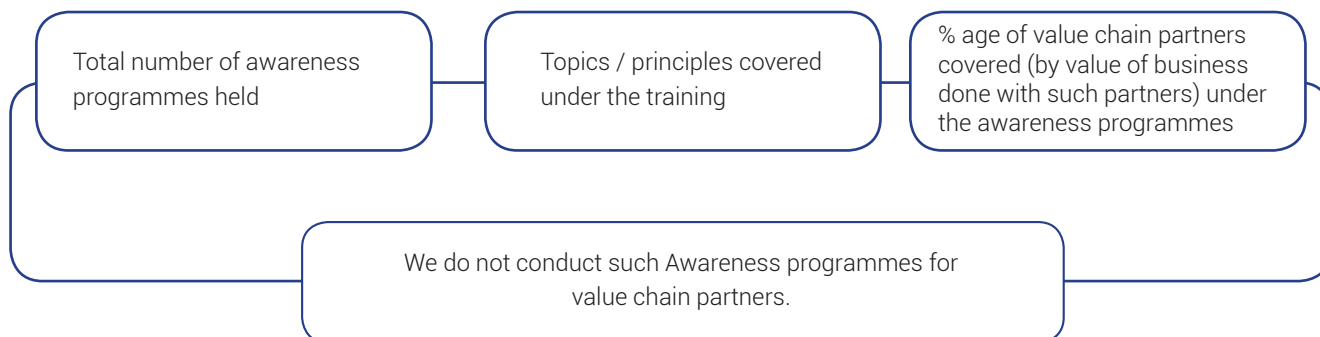 Total number of awareness
programmes held
Topics / principles covered
under the training
% age of value chain partners
covered (by value of business
done with such partners) under
the awareness programmes
We do not conduct such Awareness programmes for
value chain partners.